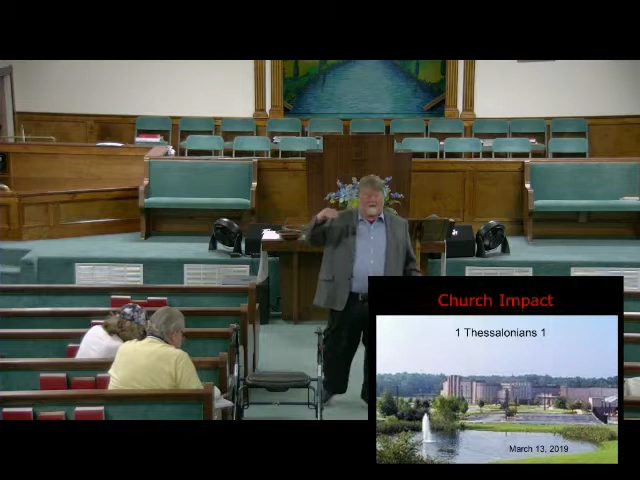 Church Impact
1 Thessalonians 1
March 13, 2019